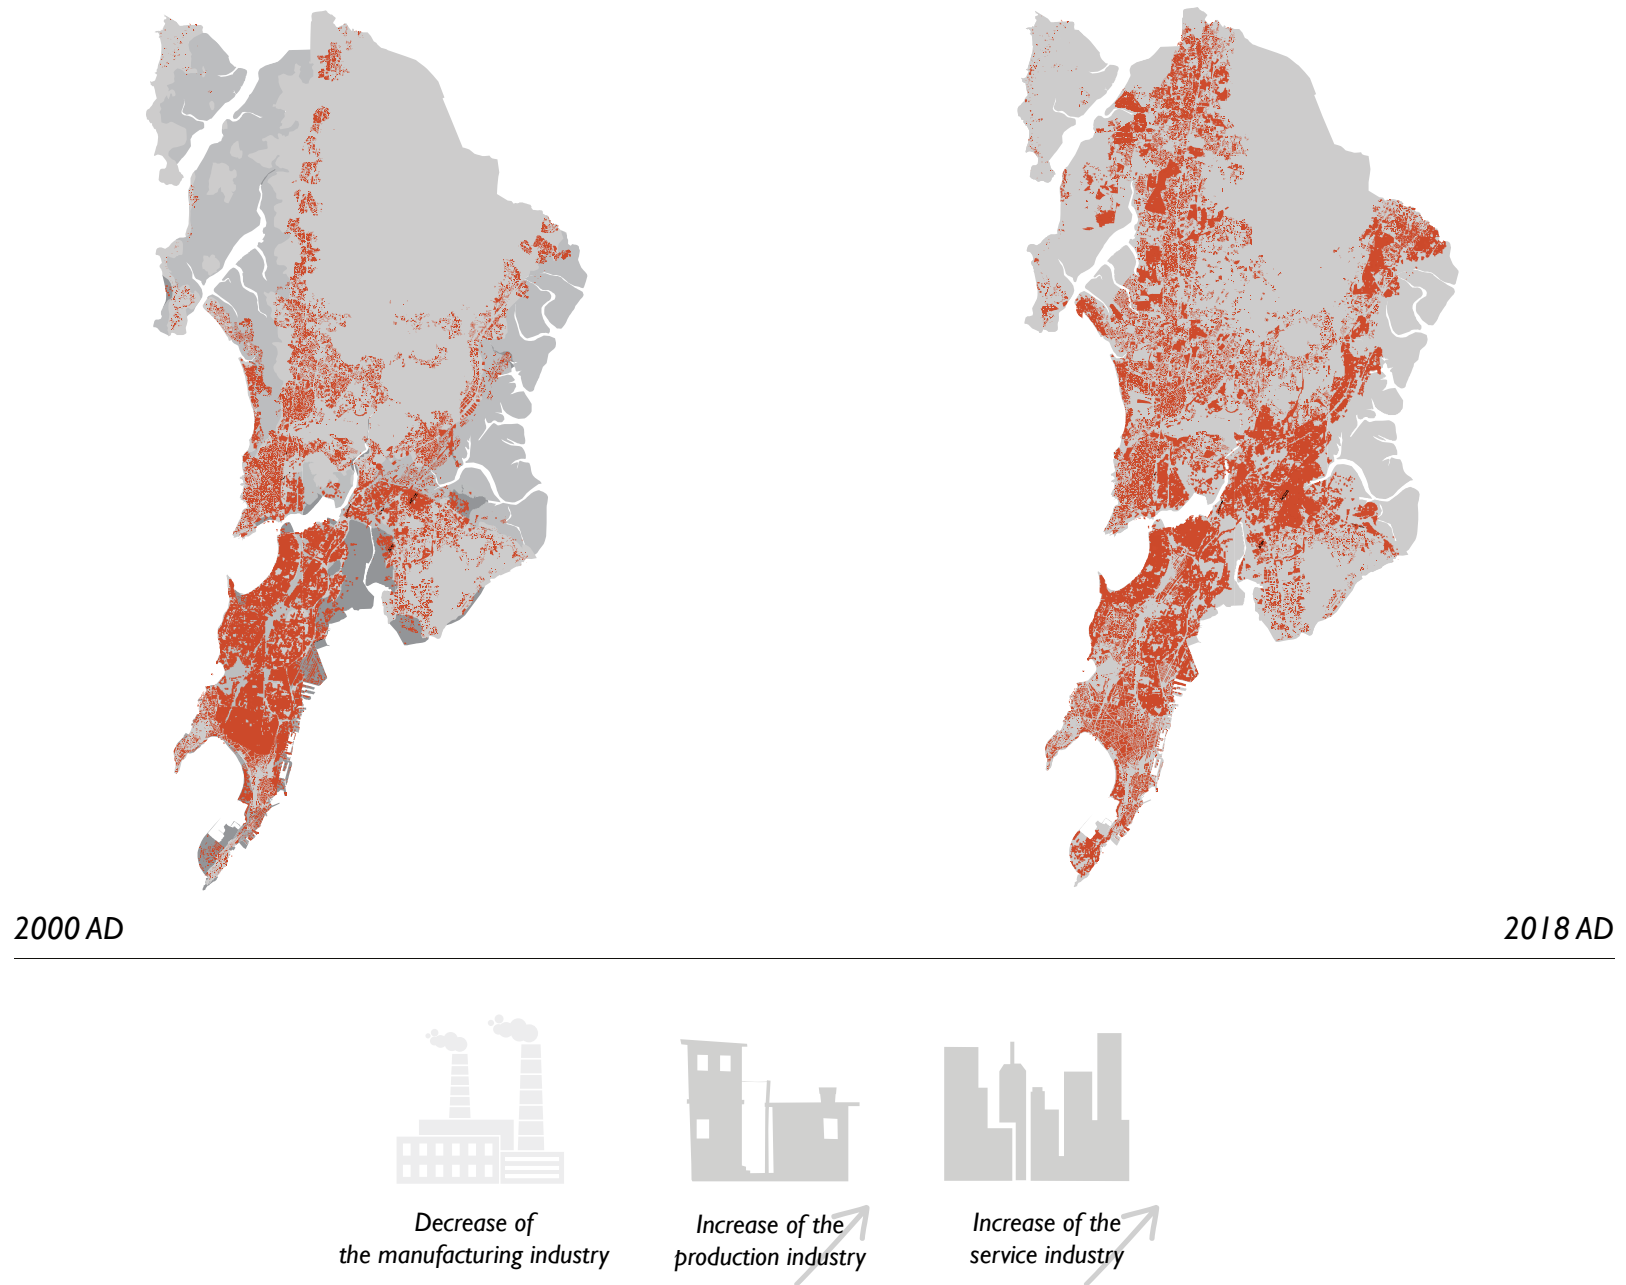 2000 AD
2018 AD
Decrease of
the manufacturing industry
Increase of the
production industry
Increase of the
service industry